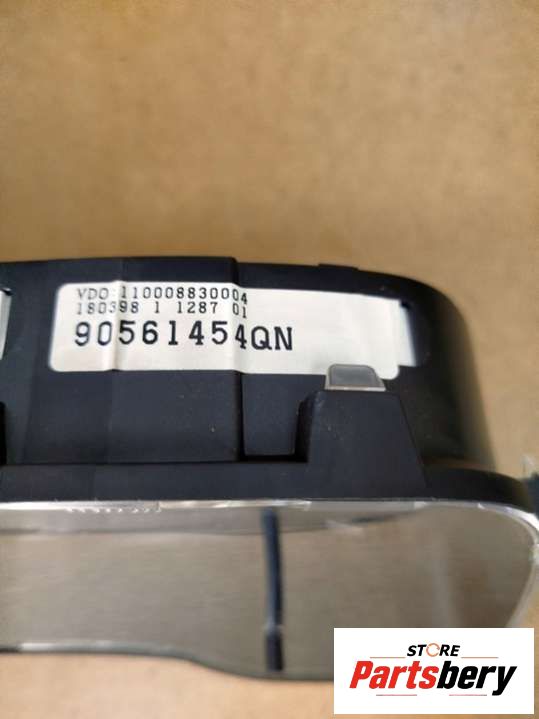 VDO:110008830004
180398 1 1287 01
90561454QN
STORE
Partsbery